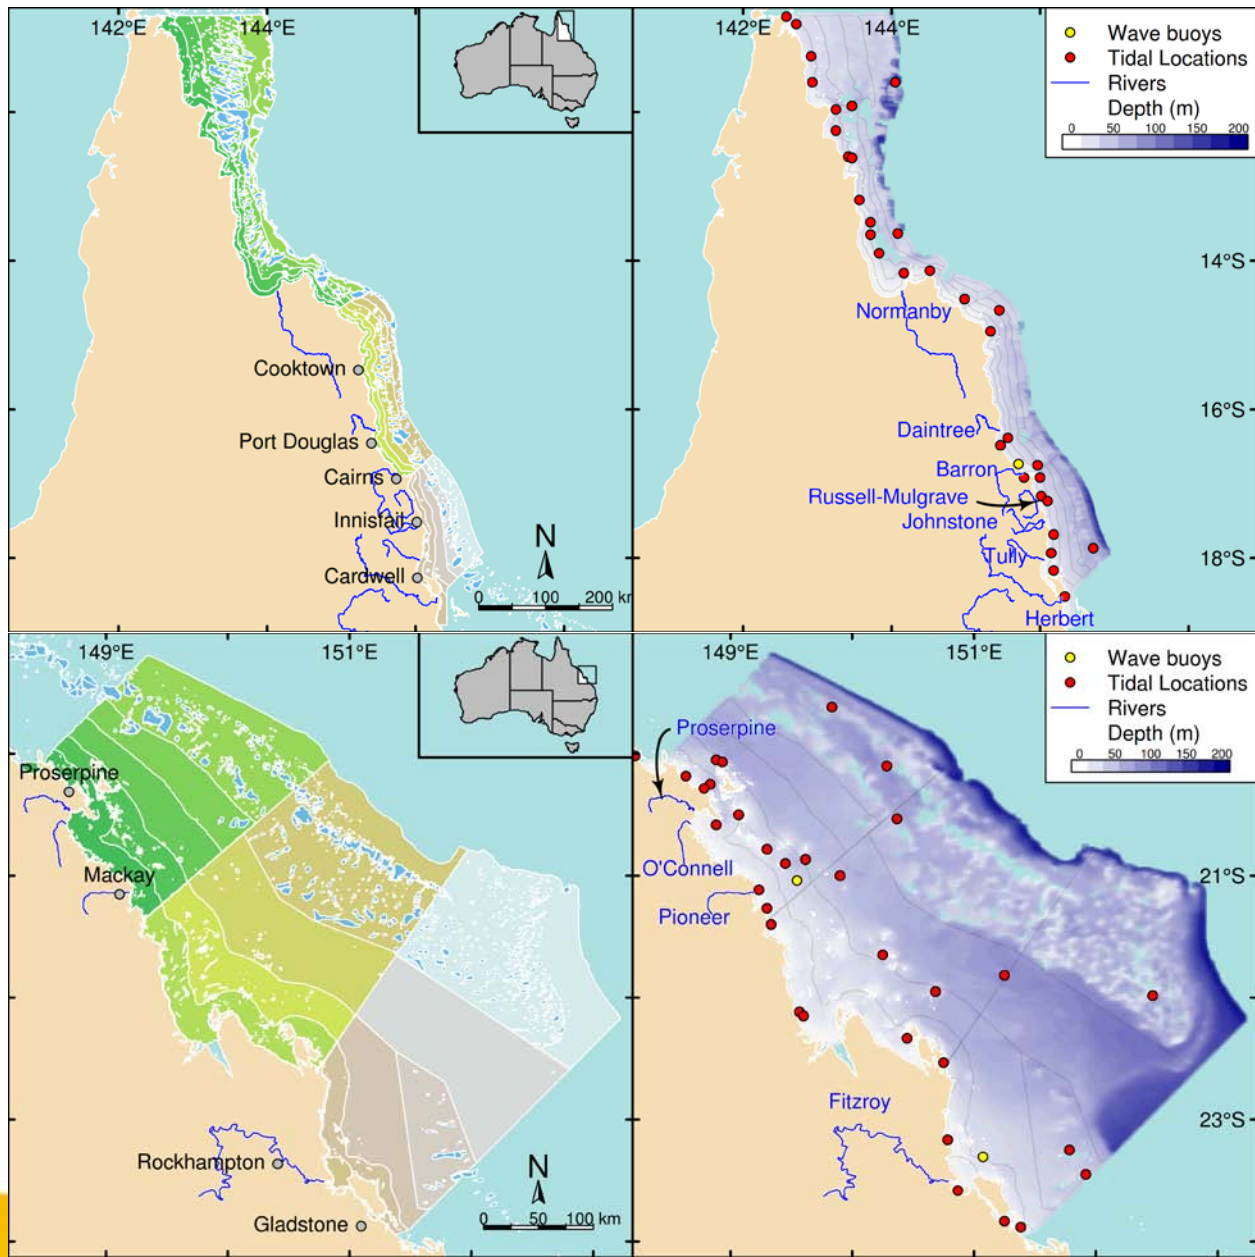 142°E
144°E
Cooktown
Port Douglas
Cairns
Innisfail
Cardwell
N
0 100 200 kr
142°E
144°E
Wave buoys
Tidal Locations
Rivers
Depth (m)
0 50 100 150 200
14°S
Normanby
16°S
Daintree
Barron
Russell-Mulgrave
Johnstone
Tully
18°S
Herbert
149°E
151°E
Proserpine
Mackay
Rockhampton
Gladstone
N
0 50 100 km
149°E
151°E
Wave buoys
Tidal Locations
Rivers
Depth (m)
0 50 100 150 200
Proserpine
O'Connell
21°S
Pioneer
Fitzroy
23°S